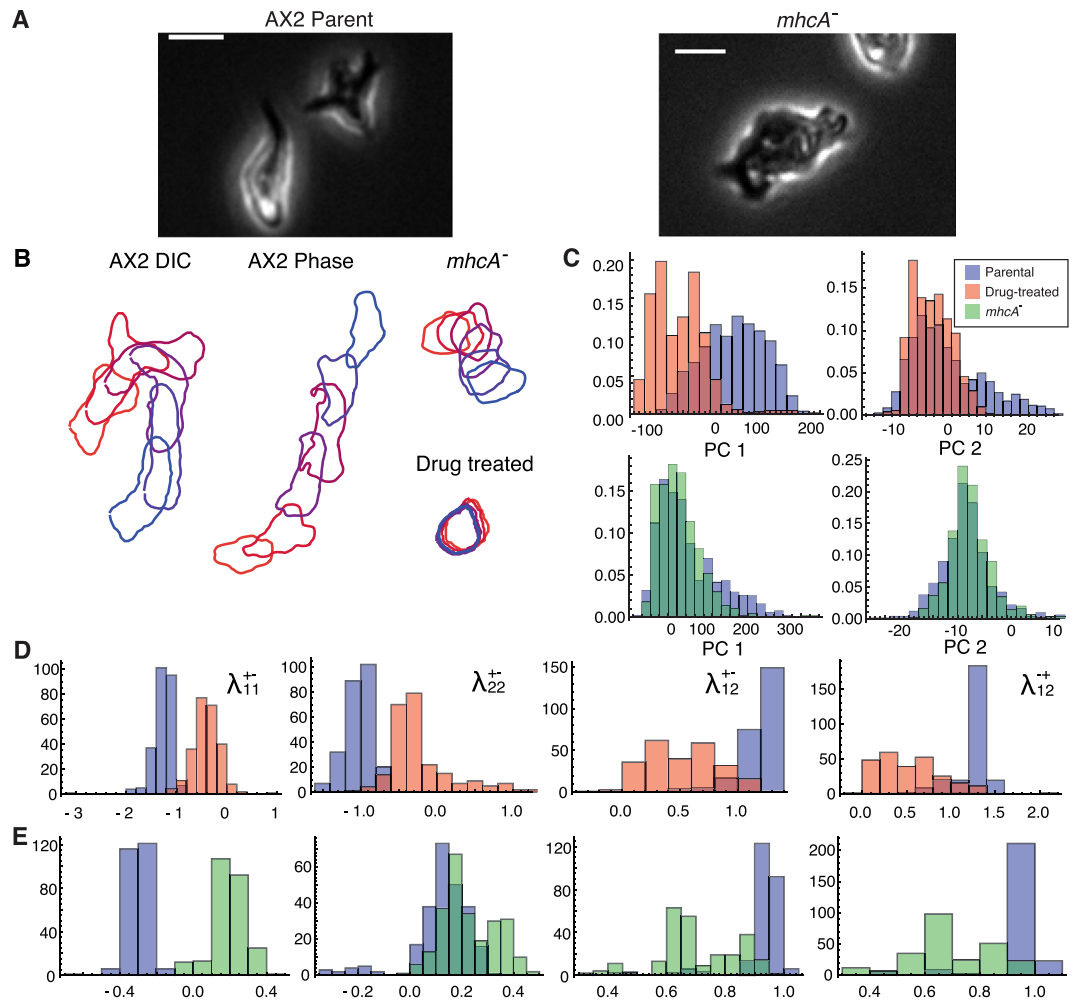 A
AX2 Parent
mhcA⁻
B
AX2 DIC
AX2 Phase
mhcA⁻
Drug treated
C
Parental
Drug-treated
mhcA⁻
0.20
0.15
0.10
0.05
0.00
-100 0 100 200
PC 1
0.15
0.10
0.05
0.00
-10 0 10 20
PC 2
0.15
0.10
0.05
0.00
0 100 200 300
PC 1
0.25
0.20
0.15
0.10
0.05
0.00
-20 -10 0 10
PC 2
D
λ₁₁⁺⁻
100
80
60
40
20
0
-3 -2 -1 0 1
λ₂₂⁺⁻
100
80
60
40
20
0
-1.0 0.0 1.0
λ₁₂⁺⁻
150
100
50
0
0.0 0.5 1.0
λ₁₂⁻⁺
150
100
50
0
0.0 0.5 1.0 1.5 2.0
E
120
80
40
0
-0.4 0.0 0.4
60
40
20
0
-0.2 0.0 0.2 0.4
120
80
40
0
0.4 0.6 0.8 1.0
200
150
100
50
0
0.4 0.6 0.8 1.0